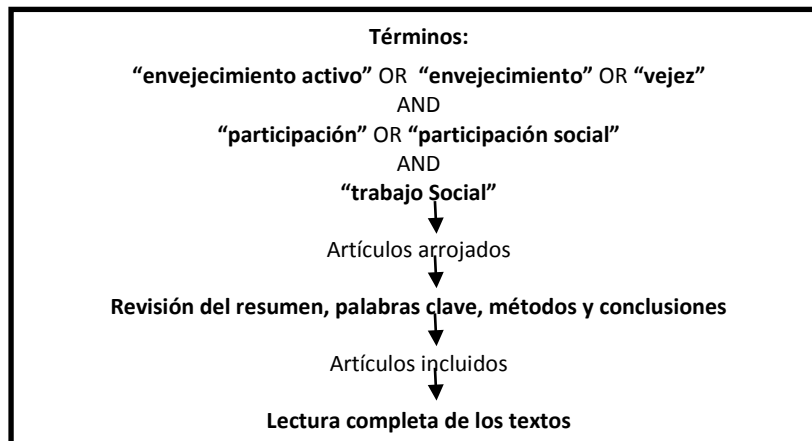 Términos:
“envejecimiento activo” OR “envejecimiento” OR “vejez”
AND
“participación” OR “participación social”
AND
“trabajo Social”
Artículos arrojados
Revisión del resumen, palabras clave, métodos y conclusiones
Artículos incluidos
Lectura completa de los textos